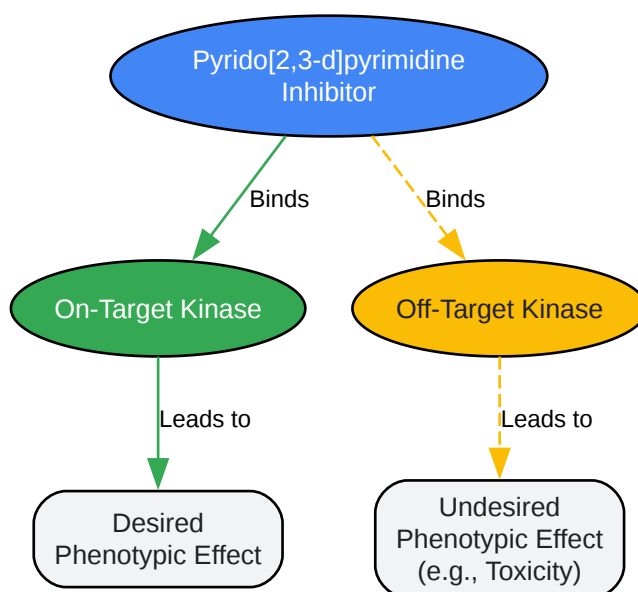 Pyrido[2,3-d]pyrimidine
Inhibitor
Binds
Binds
On-Target Kinase
Off-Target Kinase
Leads to
Leads to
Desired
Phenotypic Effect
Undesired
Phenotypic Effect
(e.g., Toxicity)